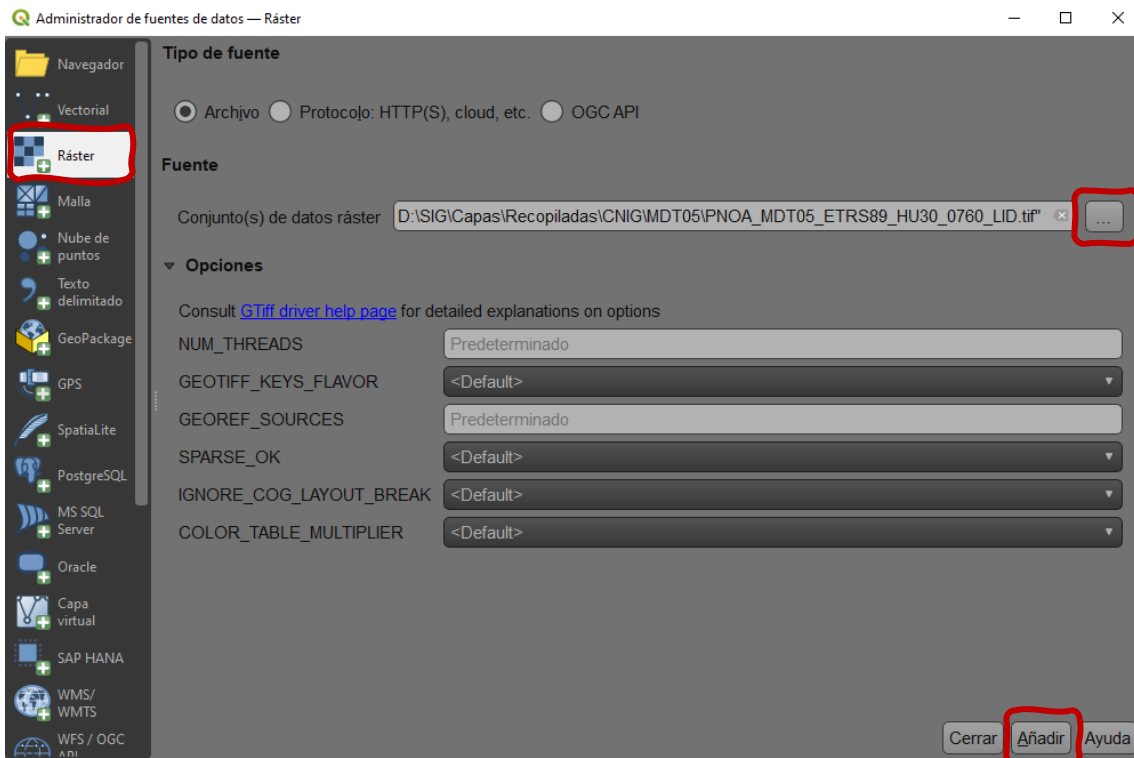 Administrador de fuentes de datos — Ráster
Navegador
Vectorial
Ráster
Malla
Nube de
puntos
Texto
delimitado
GeoPackage
GPS
SpatiaLite
PostgreSQL
MS SQL
Server
Oracle
Capa
virtual
SAP HANA
WMS/
WMTS
WFS / OGC
API
Tipo de fuente
Archivo Protocolo: HTTP(S), cloud, etc. OGC API
Fuente
Conjunto(s) de datos ráster D:\SIG\Capas\Recopiladas\CNIG\MDT05\PNOA_MDT05_ETRS89_HU30_0760_LID.tif" ...
Opciones
Consult GTiff driver help page for detailed explanations on options
NUM_THREADS Predeterminado
GEOTIFF_KEYS_FLAVOR <Default>
GEOREF_SOURCES Predeterminado
SPARSE_OK <Default>
IGNORE_COG_LAYOUT_BREAK <Default>
COLOR_TABLE_MULTIPLIER <Default>
Cerrar Añadir Ayuda